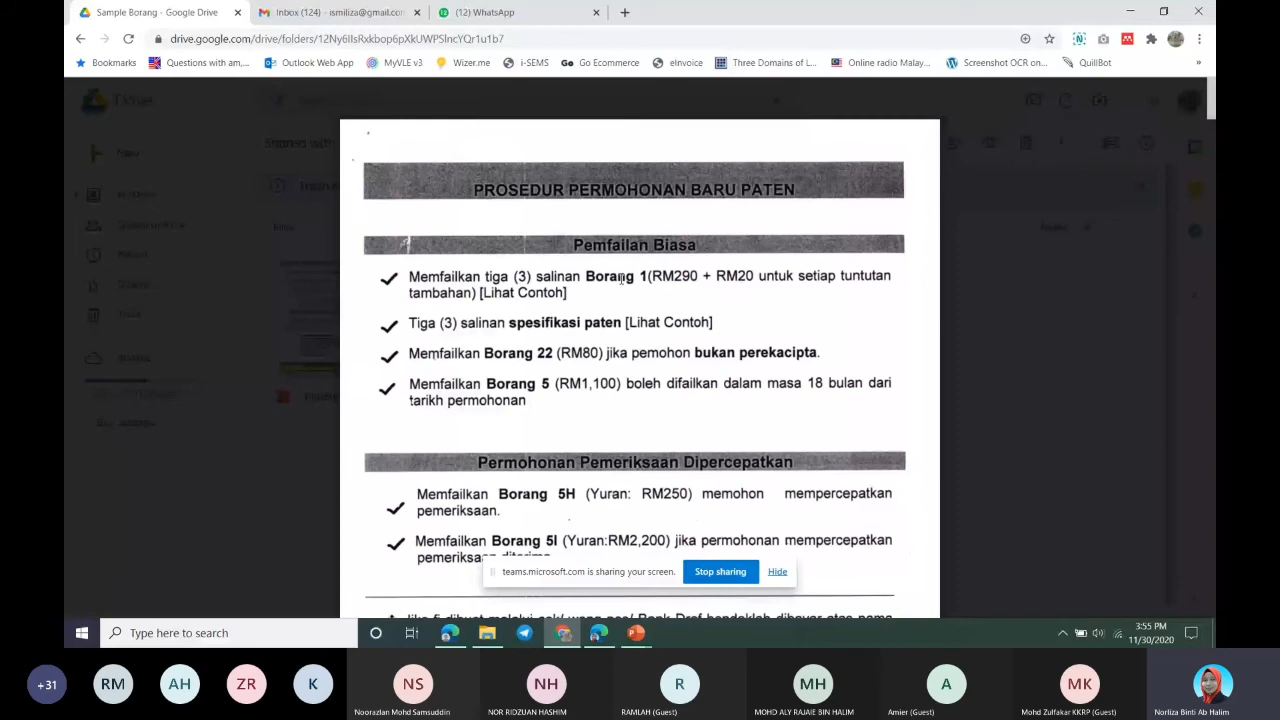 Sample Borang - Google Drive
Inbox (124) - ismiliza@gmail.com
(12) WhatsApp
drive.google.com/drive/folders/12Ny6IIsRxkbop6pXkUWPSlncYQr1u1b7
Bookmarks
Questions with am,...
Outlook Web App
MyVLE v3
Wizer.me
i-SEMS
Go Ecommerce
eInvoice
Three Domains of L...
Online radio Malay...
Screenshot OCR on...
QuillBot
PROSEDUR PERMOHONAN BARU PATEN
Pemfailan Biasa
Memfailkan tiga (3) salinan Borang 1(RM290 + RM20 untuk setiap tuntutan
tambahan) [Lihat Contoh]
Tiga (3) salinan spesifikasi paten [Lihat Contoh]
Memfailkan Borang 22 (RM80) jika pemohon bukan perekacipta.
Memfailkan Borang 5 (RM1,100) boleh difailkan dalam masa 18 bulan dari
tarikh permohonan
Permohonan Pemeriksaan Dipercepatkan
Memfailkan Borang 5H (Yuran: RM250) memohon mempercepatkan
pemeriksaan.
Memfailkan Borang 5I (Yuran:RM2,200) jika permohonan mempercepatkan
pemeriksaan diterima
teams.microsoft.com is sharing your screen.
Stop sharing
Hide
Type here to search
3:55 PM
11/30/2020
+31
RM
AH
ZR
K
NS
NH
R
MH
A
MK
Noorazlan Mohd Samsuddin
NOR RIDZUAN HASHIM
RAMLAH (Guest)
MOHD ALY RAJAIE BIN HALIM
Amier (Guest)
Mohd Zulfakar KKRP (Guest)
Norliza Binti Ab Halim